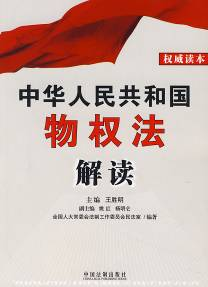 权威读本
中华人民共和国
物权法
解读
主编 王胜明
副主编 姚红 杨明仑
全国人大常委会法制工作委员会民法室/编著
中国法制出版社